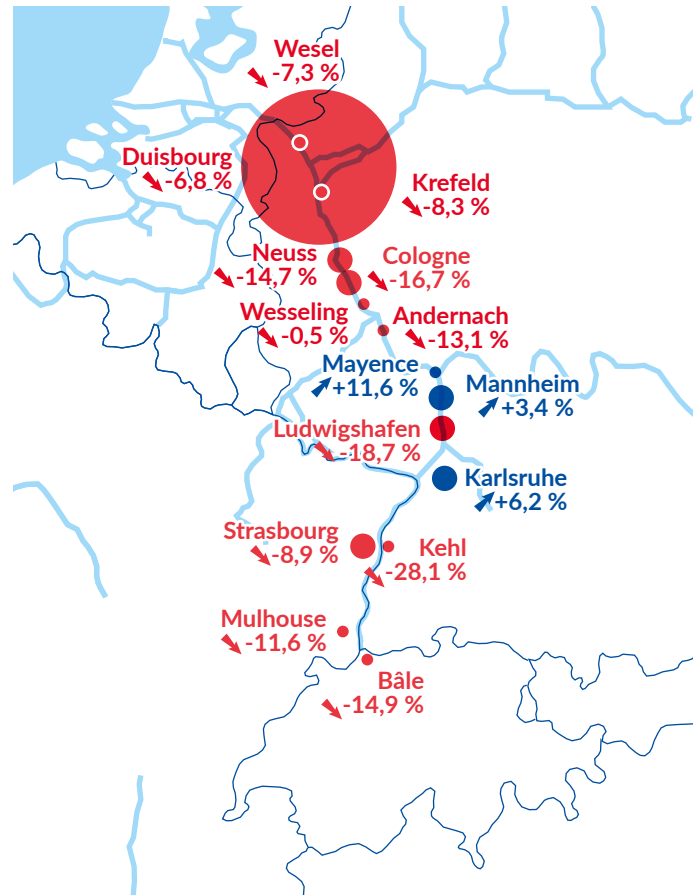 Wesel
-7,3 %
Duisbourg
-6,8 %
Krefeld
-8,3 %
Neuss
-14,7 %
Cologne
-16,7 %
Wesseling
-0,5 %
Andernach
-13,1 %
Mayence
+11,6 %
Mannheim
+3,4 %
Ludwigshafen
-18,7 %
Karlsruhe
+6,2 %
Strasbourg
-8,9 %
Kehl
-28,1 %
Mulhouse
-11,6 %
Bâle
-14,9 %